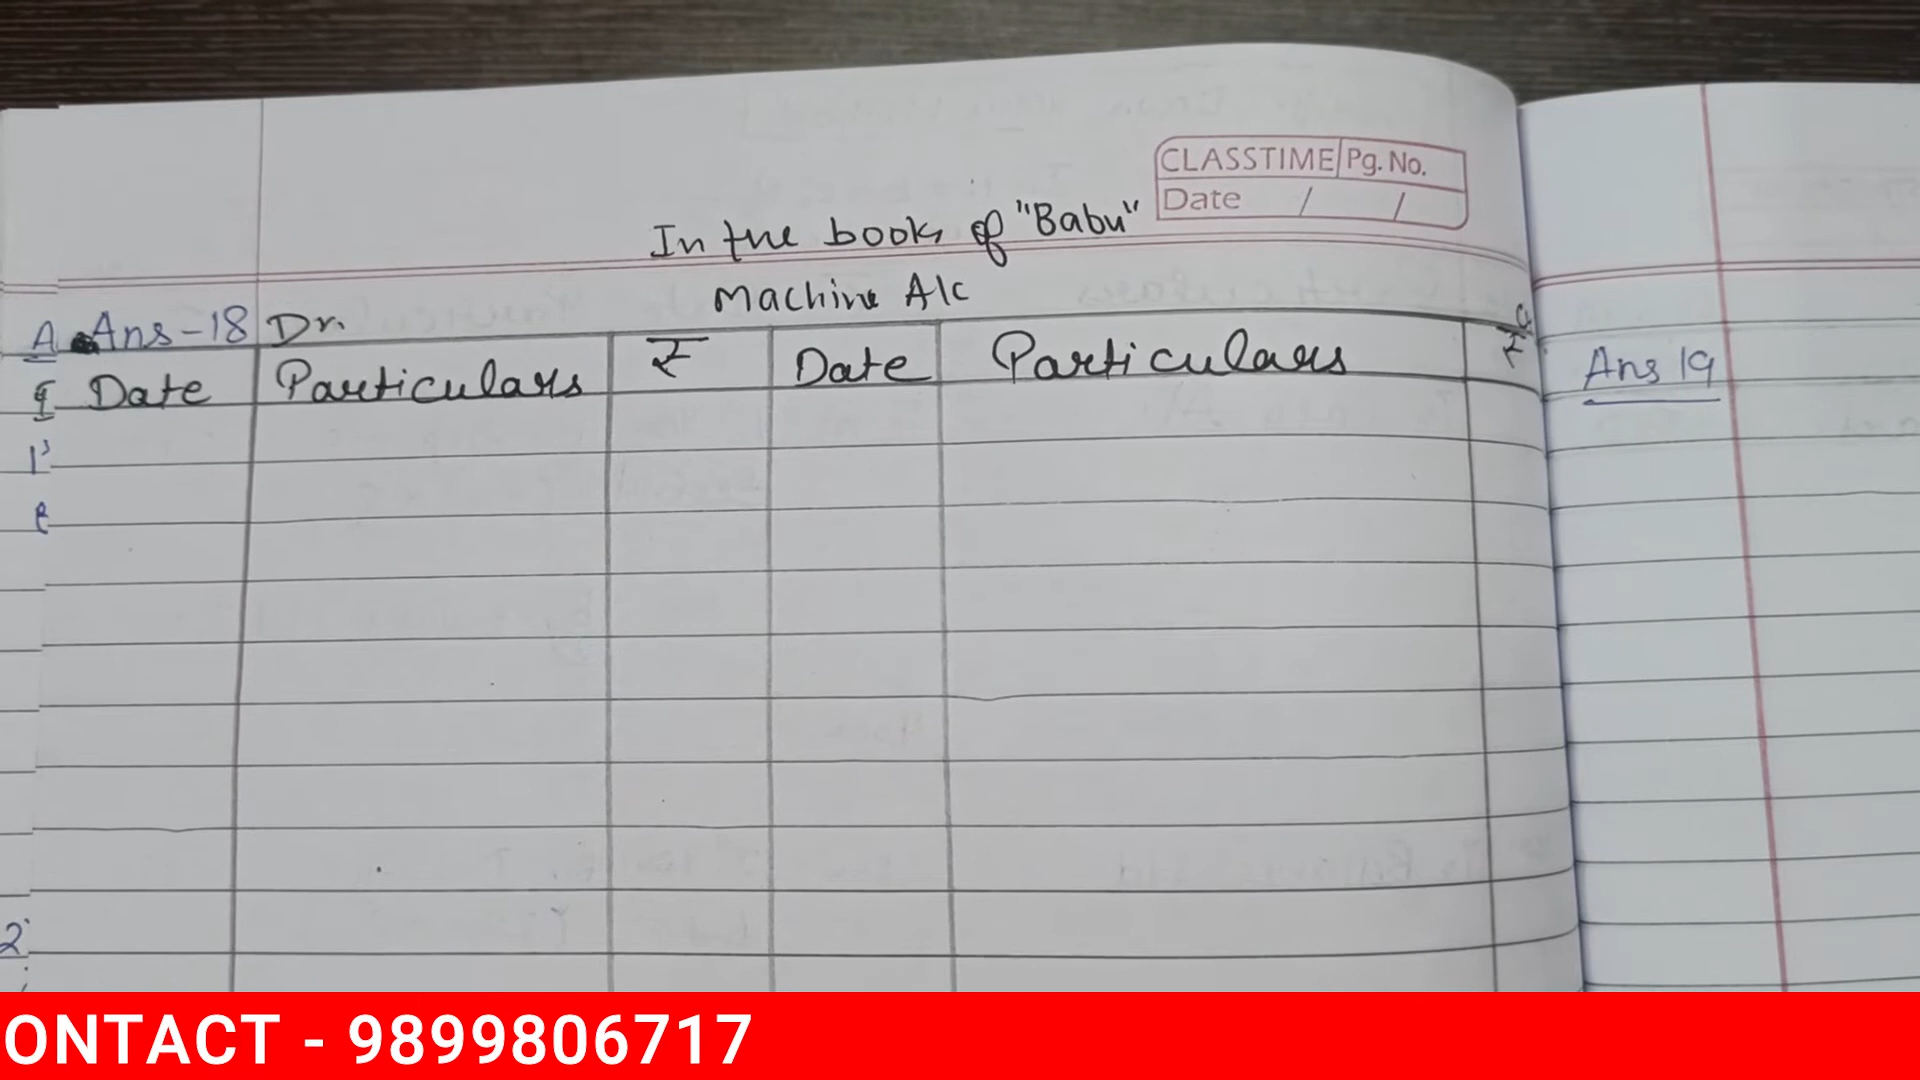 CLASSTIME Pg. No.
Date / /
In the books of "Babu"
Machine A/c
Ans-18 Dr.
Date Particulars ₹ Date Particulars ₹
Ans 19
ONTACT - 9899806717